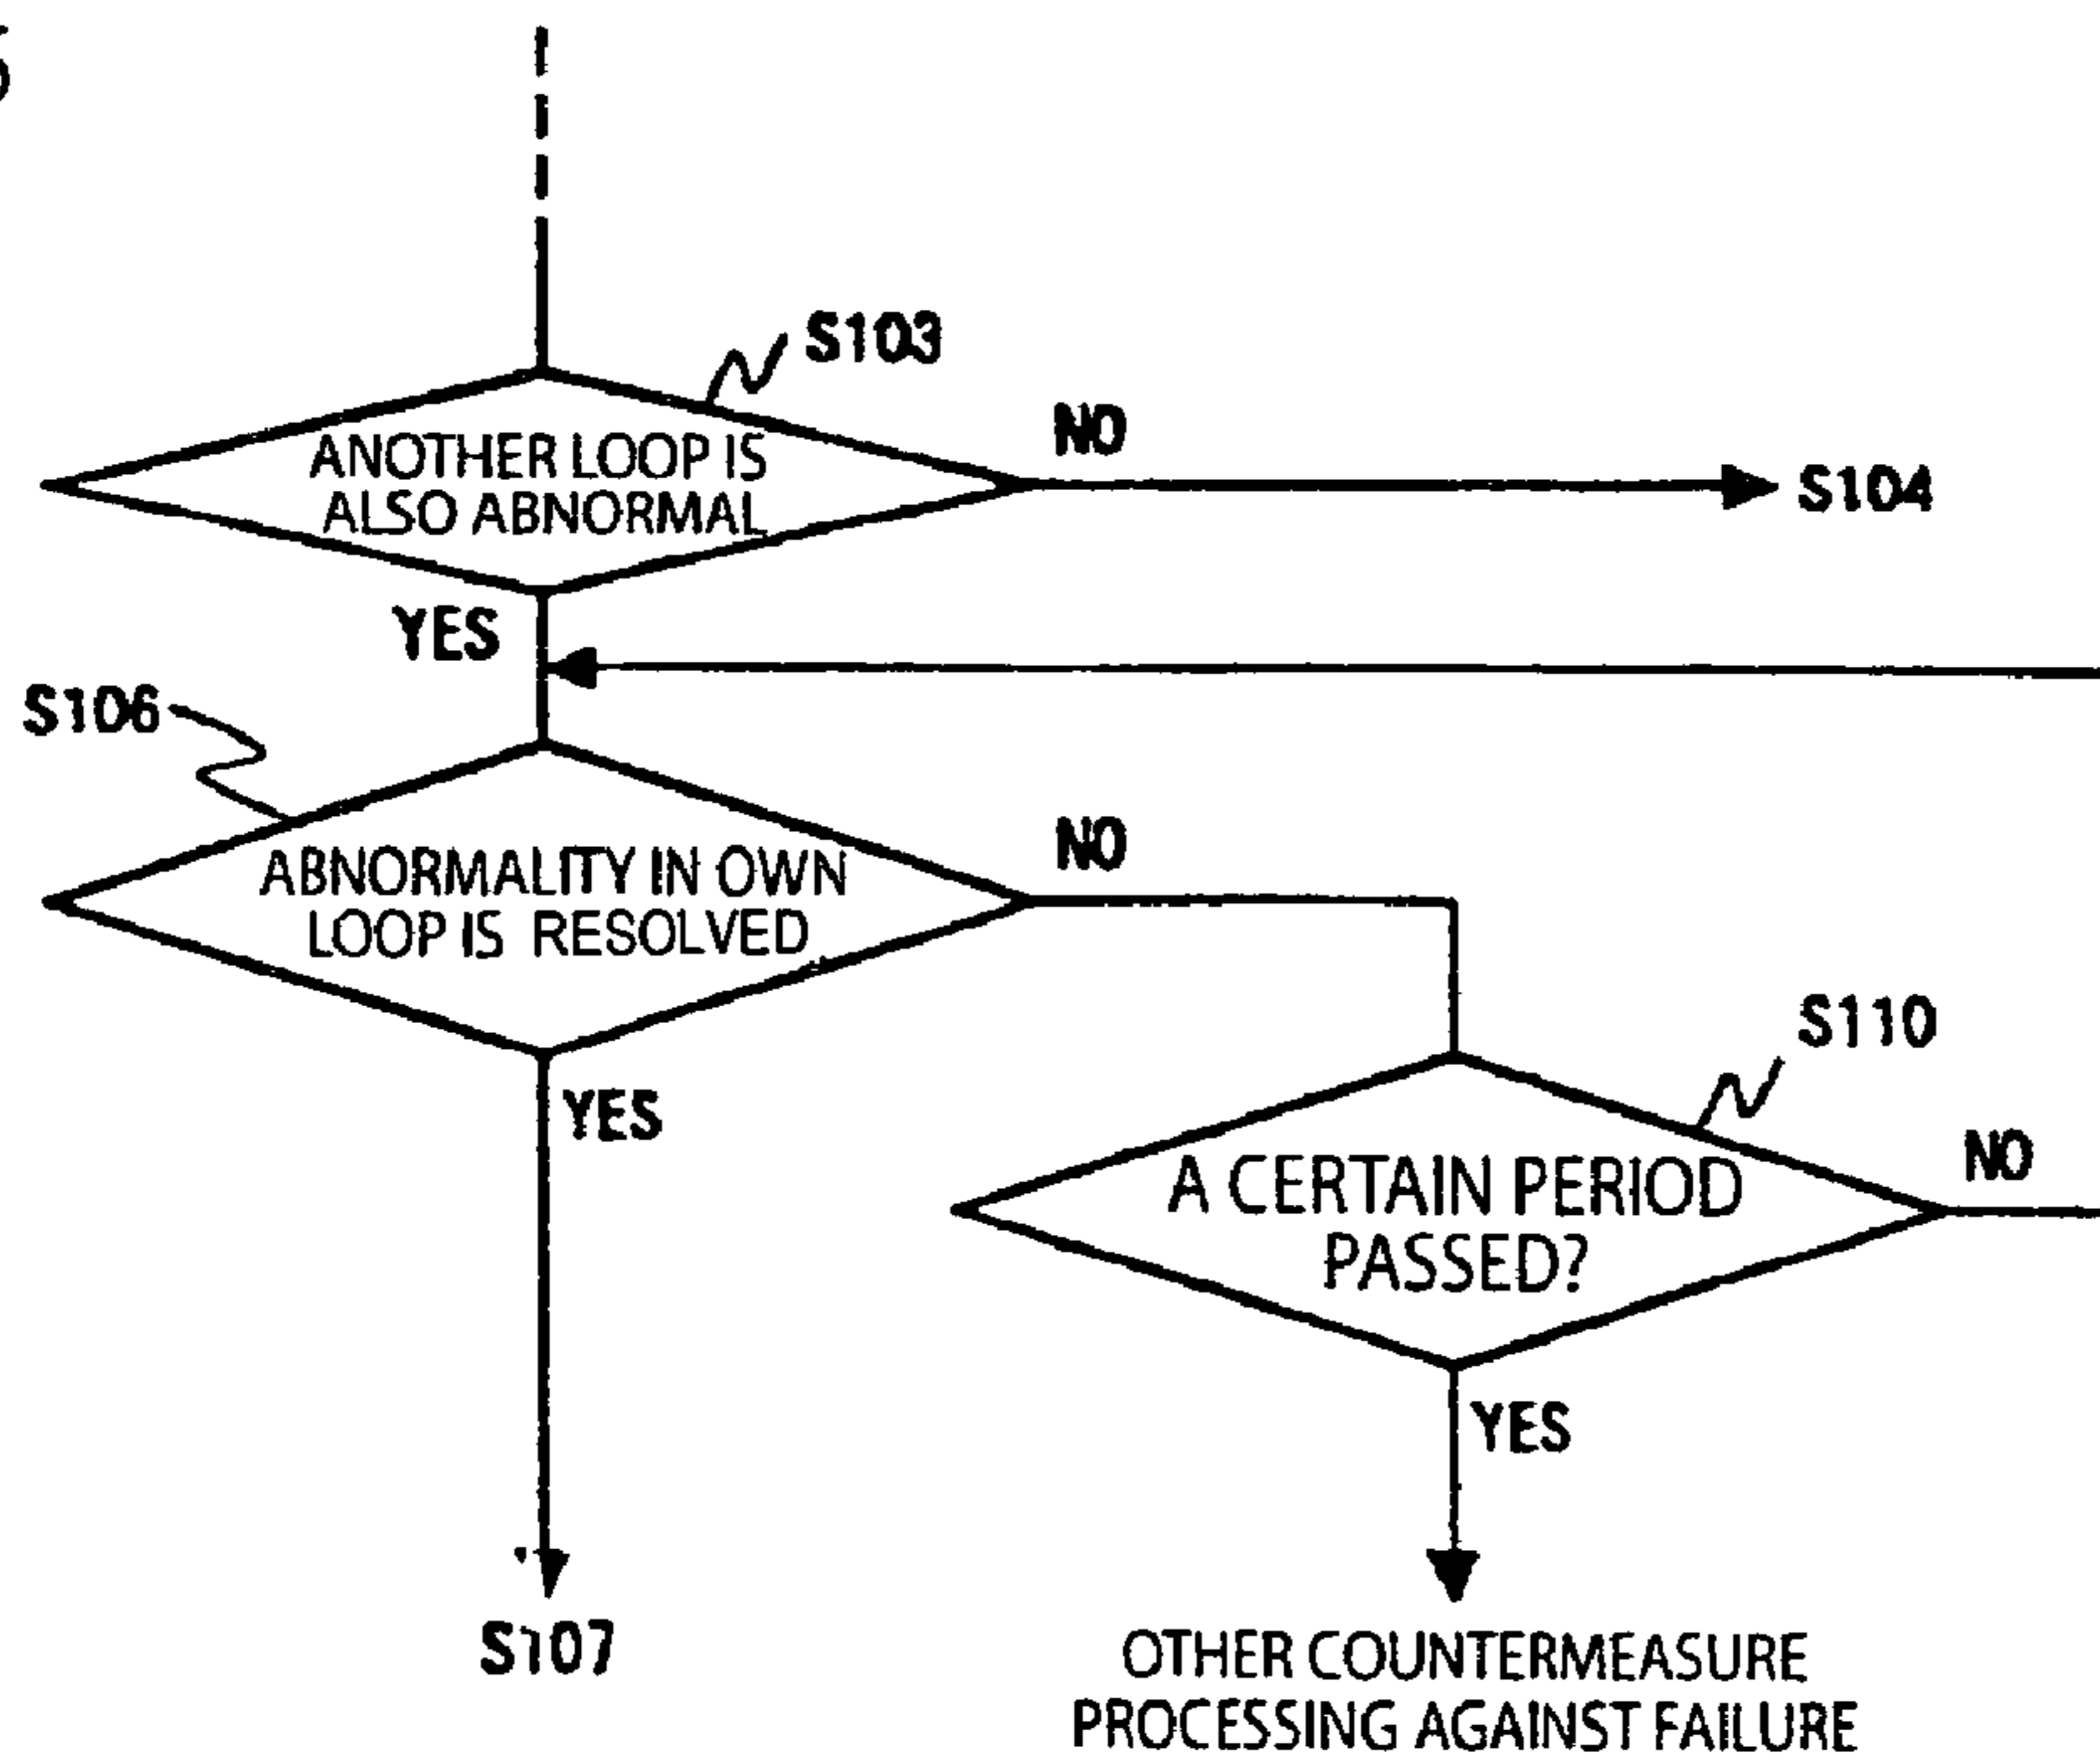 S103
NO
ANOTHER LOOP IS
ALSO ABNORMAL
S104
YES
S106
NO
ABNORMALITY IN OWN
LOOP IS RESOLVED
S110
YES
NO
A CERTAIN PERIOD
PASSED?
YES
S107
OTHER COUNTERMEASURE
PROCESSING AGAINST FAILURE